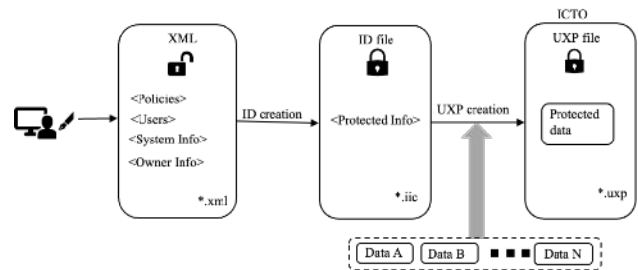 ICTO
XML
ID file
UXP file
<Policies>
<Users>
<System Info>
<Owner Info>
*.xml
ID creation
<Protected Info>
*.iic
UXP creation
Protected
data
*.uxp
Data A
Data B
Data N